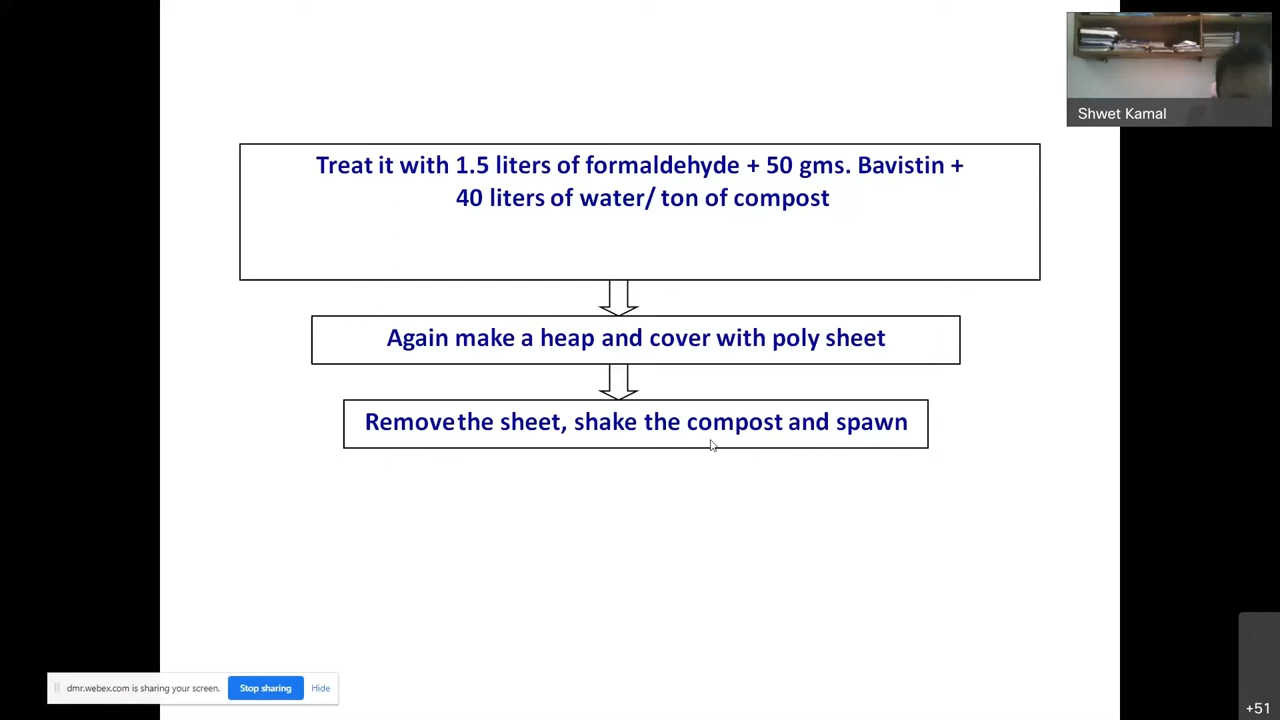 Shwet Kamal
Treat it with 1.5 liters of formaldehyde + 50 gms. Bavistin +
40 liters of water/ ton of compost
Again make a heap and cover with poly sheet
Remove the sheet, shake the compost and spawn
dmr.webex.com is sharing your screen.
Stop sharing
Hide
+51